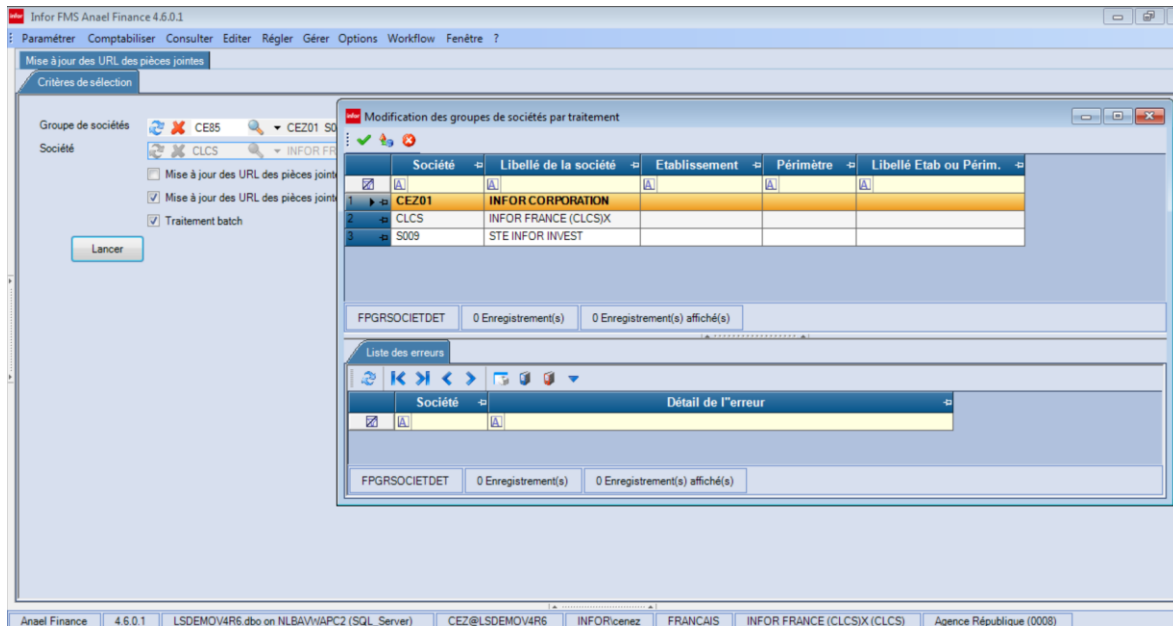 infor Infor FMS Anael Finance 4.6.0.1
Paramétrer Comptabiliser Consulter Editer Régler Gérer Options Workflow Fenêtre ?
Mise à jour des URL des pièces jointes
Critères de sélection
Groupe de sociétés CE85 CEZ01 S0
Société CLCS INFOR FR
Mise à jour des URL des pièces joint
Mise à jour des URL des pièces joint
Traitement batch
Lancer
infor Modification des groupes de sociétés par traitement
Société Libellé de la société Etablissement Périmètre Libellé Etab ou Périm.
A A A A A
1 CEZ01 INFOR CORPORATION
2 CLCS INFOR FRANCE (CLCS)X
3 S009 STE INFOR INVEST
FPGRSOCIETDET 0 Enregistrement(s) 0 Enregistrement(s) affiché(s)
Liste des erreurs
Société Détail de l''erreur
A A
FPGRSOCIETDET 0 Enregistrement(s) 0 Enregistrement(s) affiché(s)
Anael Finance 4.6.0.1 LSDEMOV4R6.dbo on NLBAVWAPC2 (SQL_Server) CEZ@LSDEMOV4R6 INFOR\cenez FRANCAIS INFOR FRANCE (CLCS)X (CLCS) Agence République (0008)